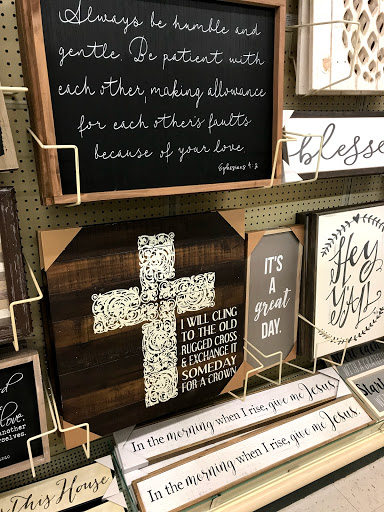 Always be humble and
gentle. Be patient with
each other, making allowance
for each other's faults
because of your love.
Ephesians 4:2
blesse
I WILL CLING
TO THE OLD
RUGGED CROSS
& EXCHANGE IT
SOMEDAY
FOR A CROWN
IT'S
a
great
DAY.
Hey
Y'ALL
love
another
In the morning when I rise, give me Jesus
In the morning when I rise, give me Jesus
This House